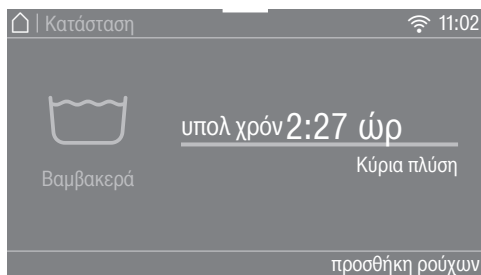 Κατάσταση 11:02
υπολ χρόν 2:27 ώρ
Κύρια πλύση
Βαμβακερά
προσθήκη ρούχων